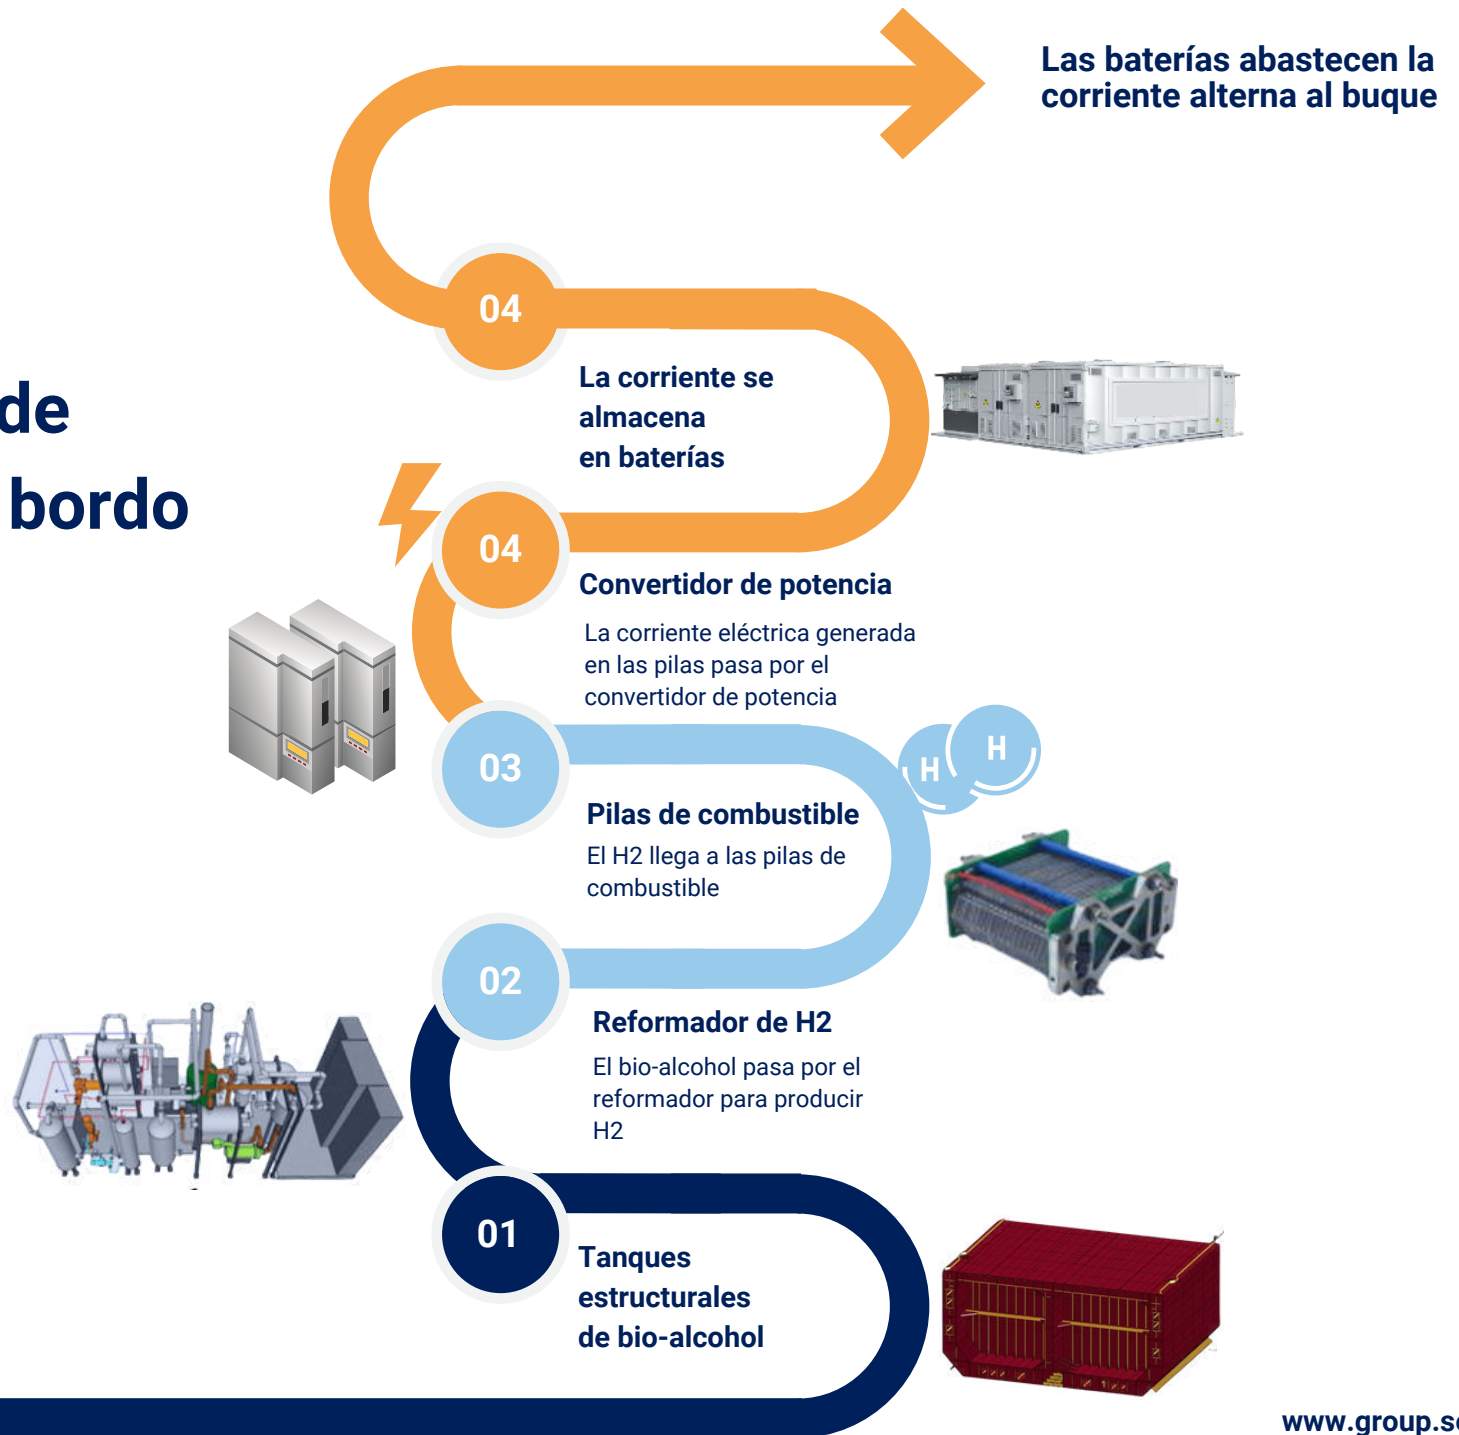 Las baterías abastecen la
corriente alterna al buque
04
La corriente se
almacena
en baterías
de
bordo
04
Convertidor de potencia
La corriente eléctrica generada
en las pilas pasa por el
convertidor de potencia
03
H H
Pilas de combustible
El H2 llega a las pilas de
combustible
02
Reformador de H2
El bio-alcohol pasa por el
reformador para producir
H2
01
Tanques
estructurales
de bio-alcohol
www.group.se